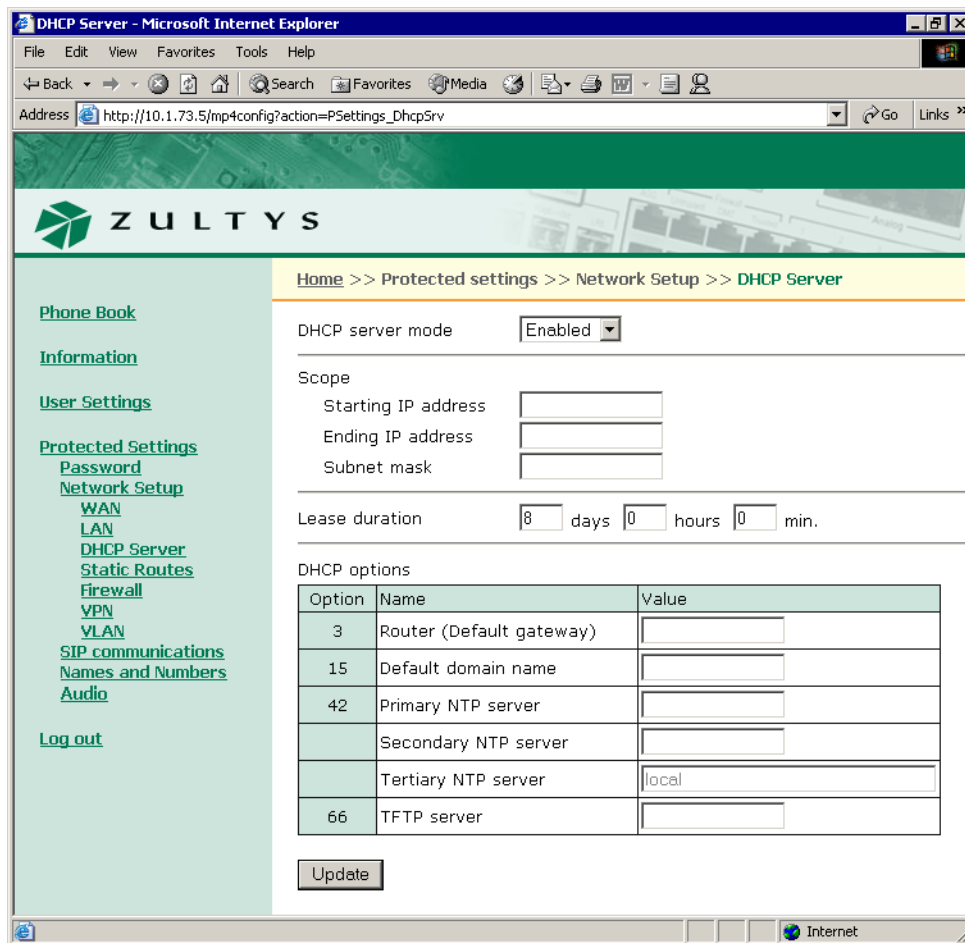 DHCP Server - Microsoft Internet Explorer
File Edit View Favorites Tools Help
Back Search Favorites Media
Address http://10.1.73.5/mp4config?action=PSettings_DhcpSrv Go Links »
ZULTYS
Home >> Protected settings >> Network Setup >> DHCP Server
Phone Book
Information
User Settings
Protected Settings
Password
Network Setup
WAN
LAN
DHCP Server
Static Routes
Firewall
VPN
VLAN
SIP communications
Names and Numbers
Audio
Log out
DHCP server mode Enabled
Scope
Starting IP address
Ending IP address
Subnet mask
Lease duration 8 days 0 hours 0 min.
DHCP options
Option Name Value
3 Router (Default gateway)
15 Default domain name
42 Primary NTP server
Secondary NTP server
Tertiary NTP server local
66 TFTP server
Update
Internet